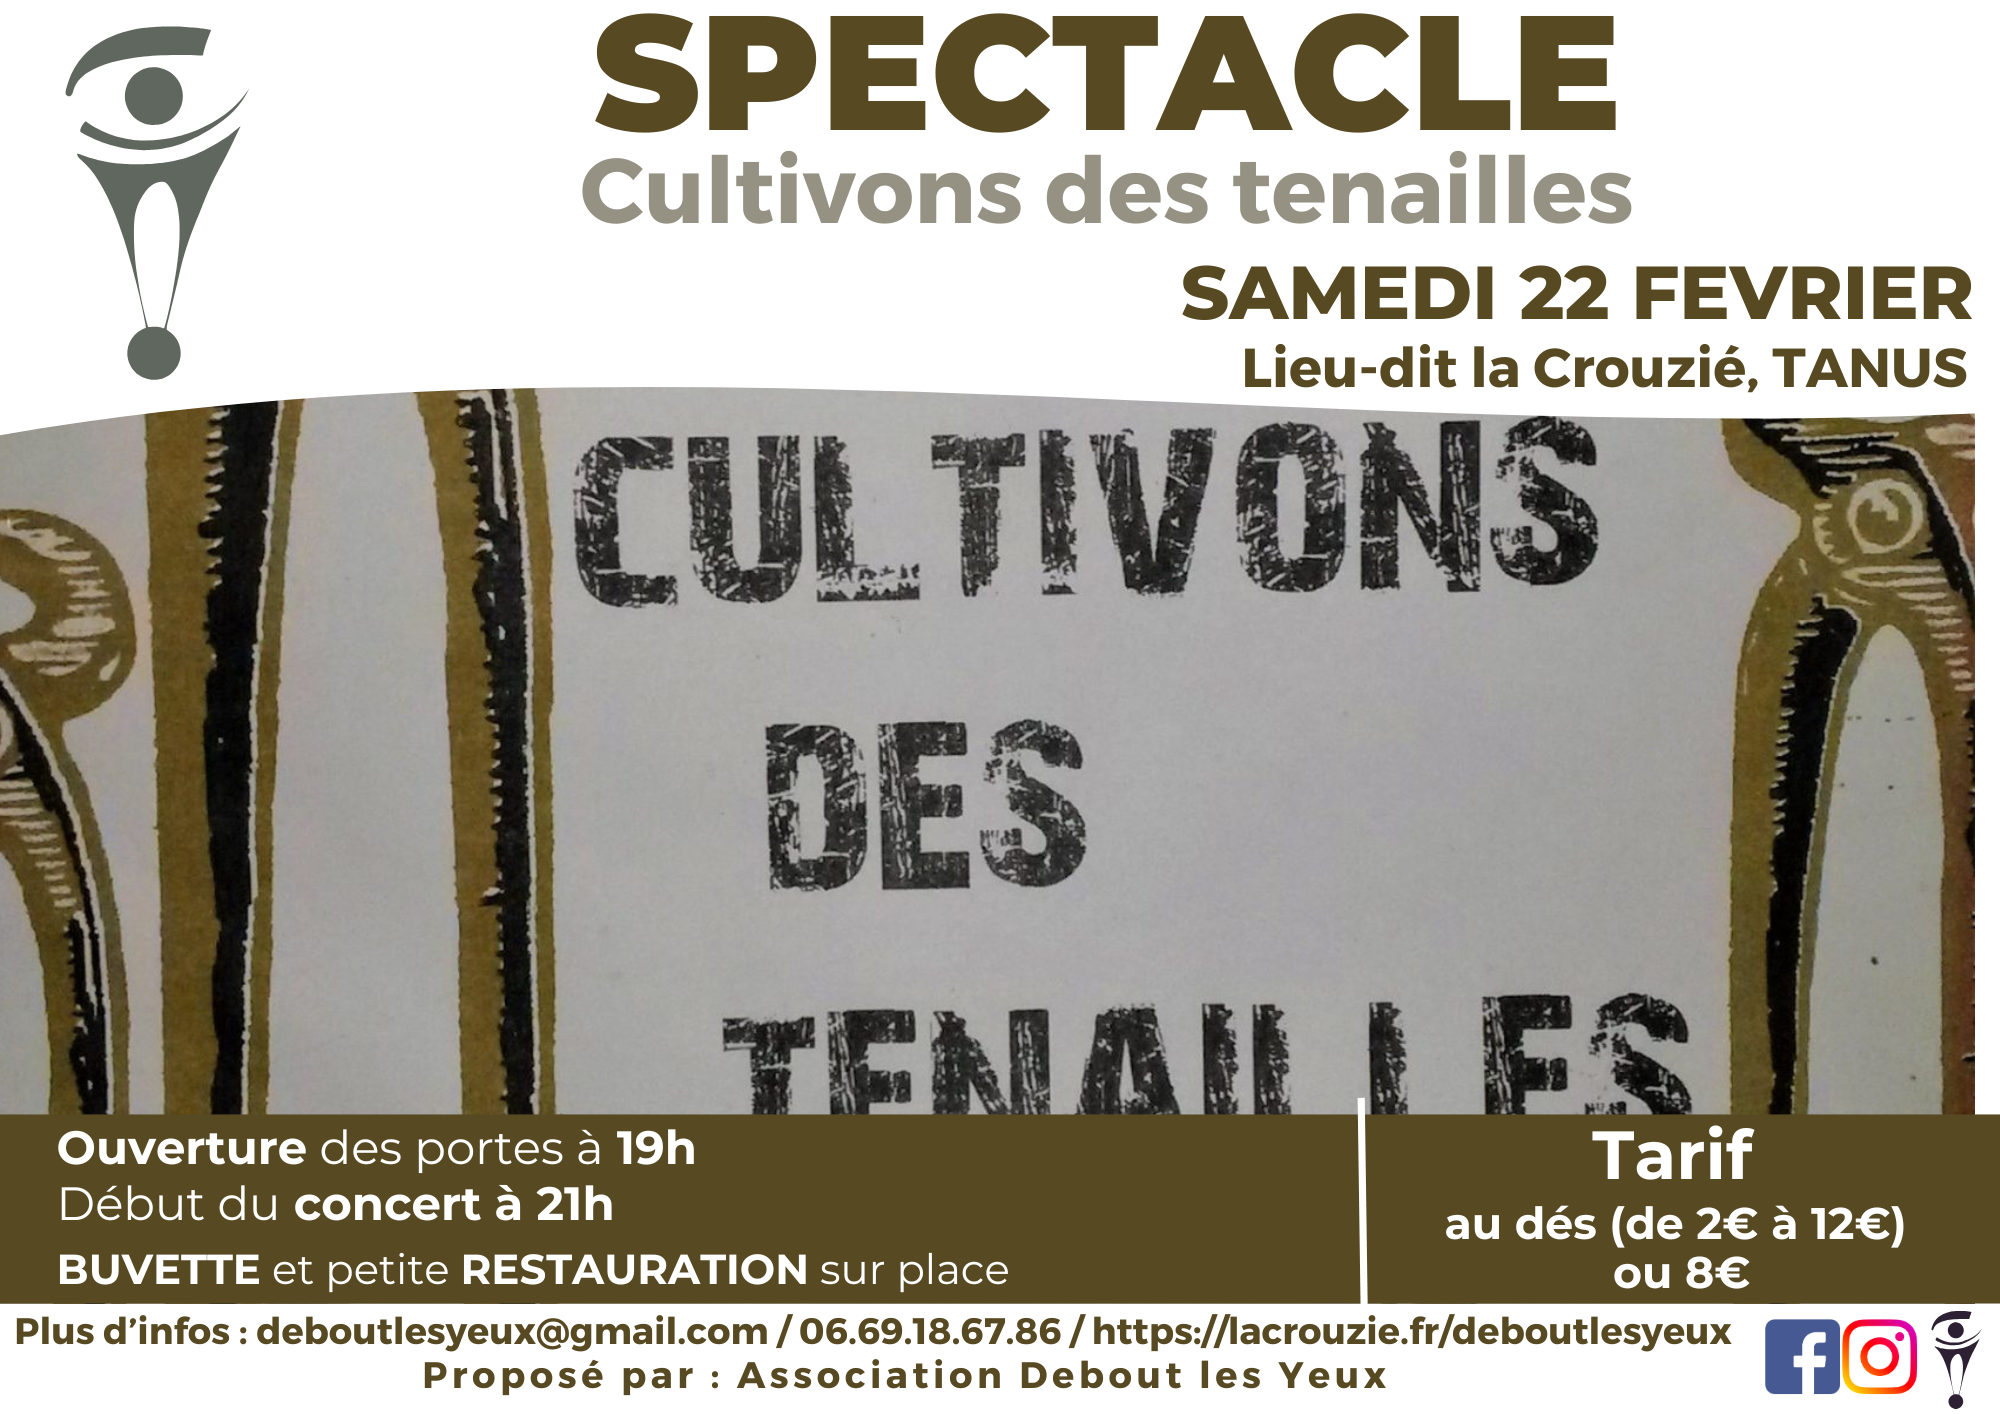 SPECTACLE
Cultivons des tenailles
SAMEDI 22 FEVRIER
Lieu-dit la Crouzié, TANUS
CULTIVONS
DES
TENAILLES
Ouverture des portes à 19h
Début du concert à 21h
BUVETTE et petite RESTAURATION sur place
Tarif
au dés (de 2€ à 12€)
ou 8€
Plus d'infos : deboutlesyeux@gmail.com / 06.69.18.67.86 / https://lacrouzie.fr/deboutlesyeux
Proposé par : Association Debout les Yeux